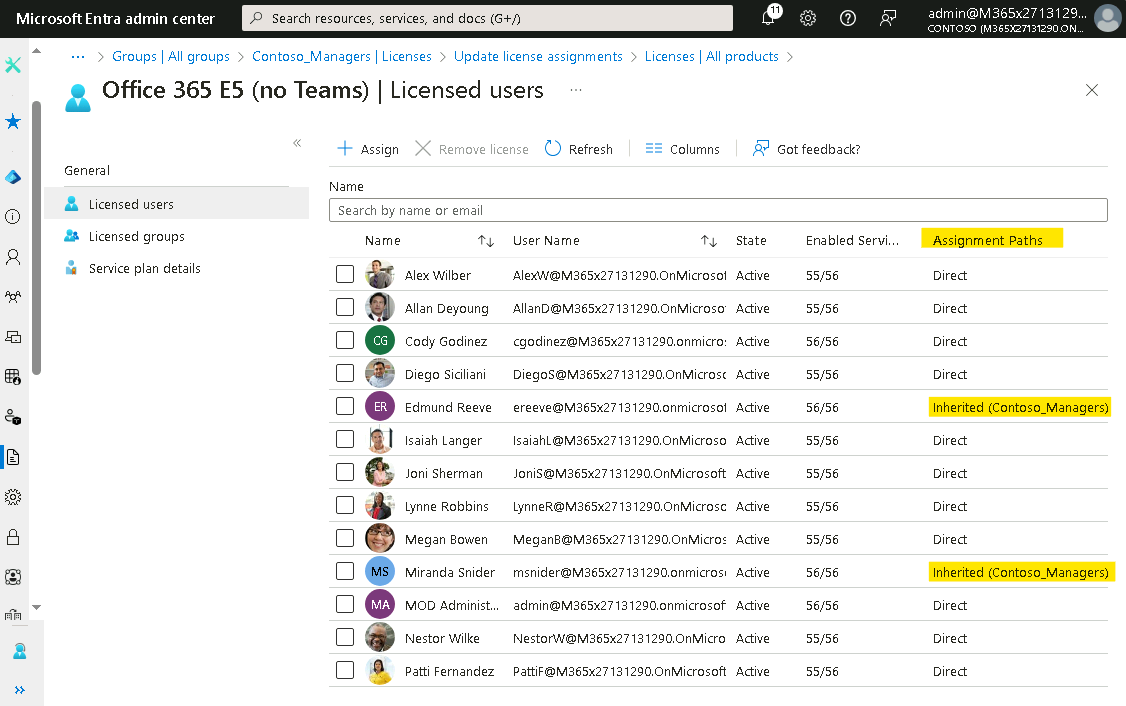 Microsoft Entra admin center
Search resources, services, and docs (G+/)
11
admin@M365x2713129...
CONTOSO (M365X27131290.ON...
... > Groups | All groups > Contoso_Managers | Licenses > Update license assignments > Licenses | All products >
Office 365 E5 (no Teams) | Licensed users ...
Assign Remove license Refresh Columns Got feedback?
General
Licensed users
Licensed groups
Service plan details
Name
Search by name or email
Name User Name State Enabled Servi... Assignment Paths
Alex Wilber AlexW@M365x27131290.OnMicrosof Active 55/56 Direct
Allan Deyoung AllanD@M365x27131290.OnMicrosof Active 55/56 Direct
CG Cody Godinez cgodinez@M365x27131290.onmicros Active 56/56 Direct
Diego Siciliani DiegoS@M365x27131290.OnMicrosof Active 55/56 Direct
ER Edmund Reeve ereeve@M365x27131290.onmicrosof Active 56/56 Inherited (Contoso_Managers)
Isaiah Langer IsaiahL@M365x27131290.OnMicroso Active 55/56 Direct
Joni Sherman JoniS@M365x27131290.OnMicrosoft Active 55/56 Direct
Lynne Robbins LynneR@M365x27131290.OnMicroso Active 55/56 Direct
Megan Bowen MeganB@M365x27131290.OnMicros Active 55/56 Direct
MS Miranda Snider msnider@M365x27131290.onmicros Active 56/56 Inherited (Contoso_Managers)
MA MOD Administ... admin@M365x27131290.onmicrosof Active 56/56 Direct
Nestor Wilke NestorW@M365x27131290.OnMicro Active 55/56 Direct
Patti Fernandez PattiF@M365x27131290.OnMicrosof Active 55/56 Direct